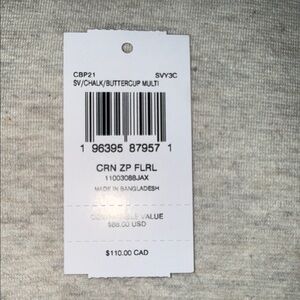 CBP21 SVY3C
SV/CHALK/BUTTERCUP MULTI
1 96395 87957 1
CRN ZP FLRL
11003088JAX
MADE IN BANGLADESH
VALUE
$88.00 USD
$110.00 CAD